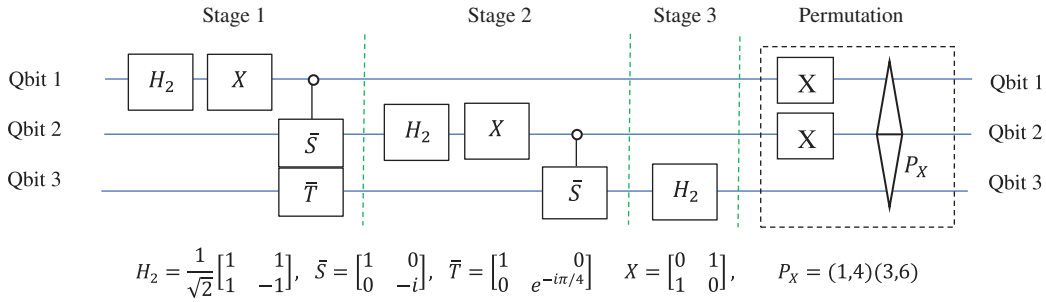 Stage 1 Stage 2 Stage 3 Permutation
Qbit 1 H₂ X X Qbit 1
Qbit 2 S̄ H₂ X X Qbit 2
Qbit 3 T̄ S̄ H₂ P_X Qbit 3
H₂ = 1/√2 [1 1; 1 −1], S̄ = [1 0; 0 −i], T̄ = [1 0; 0 e^{−iπ/4}] X = [0 1; 1 0], P_X = (1,4)(3,6)